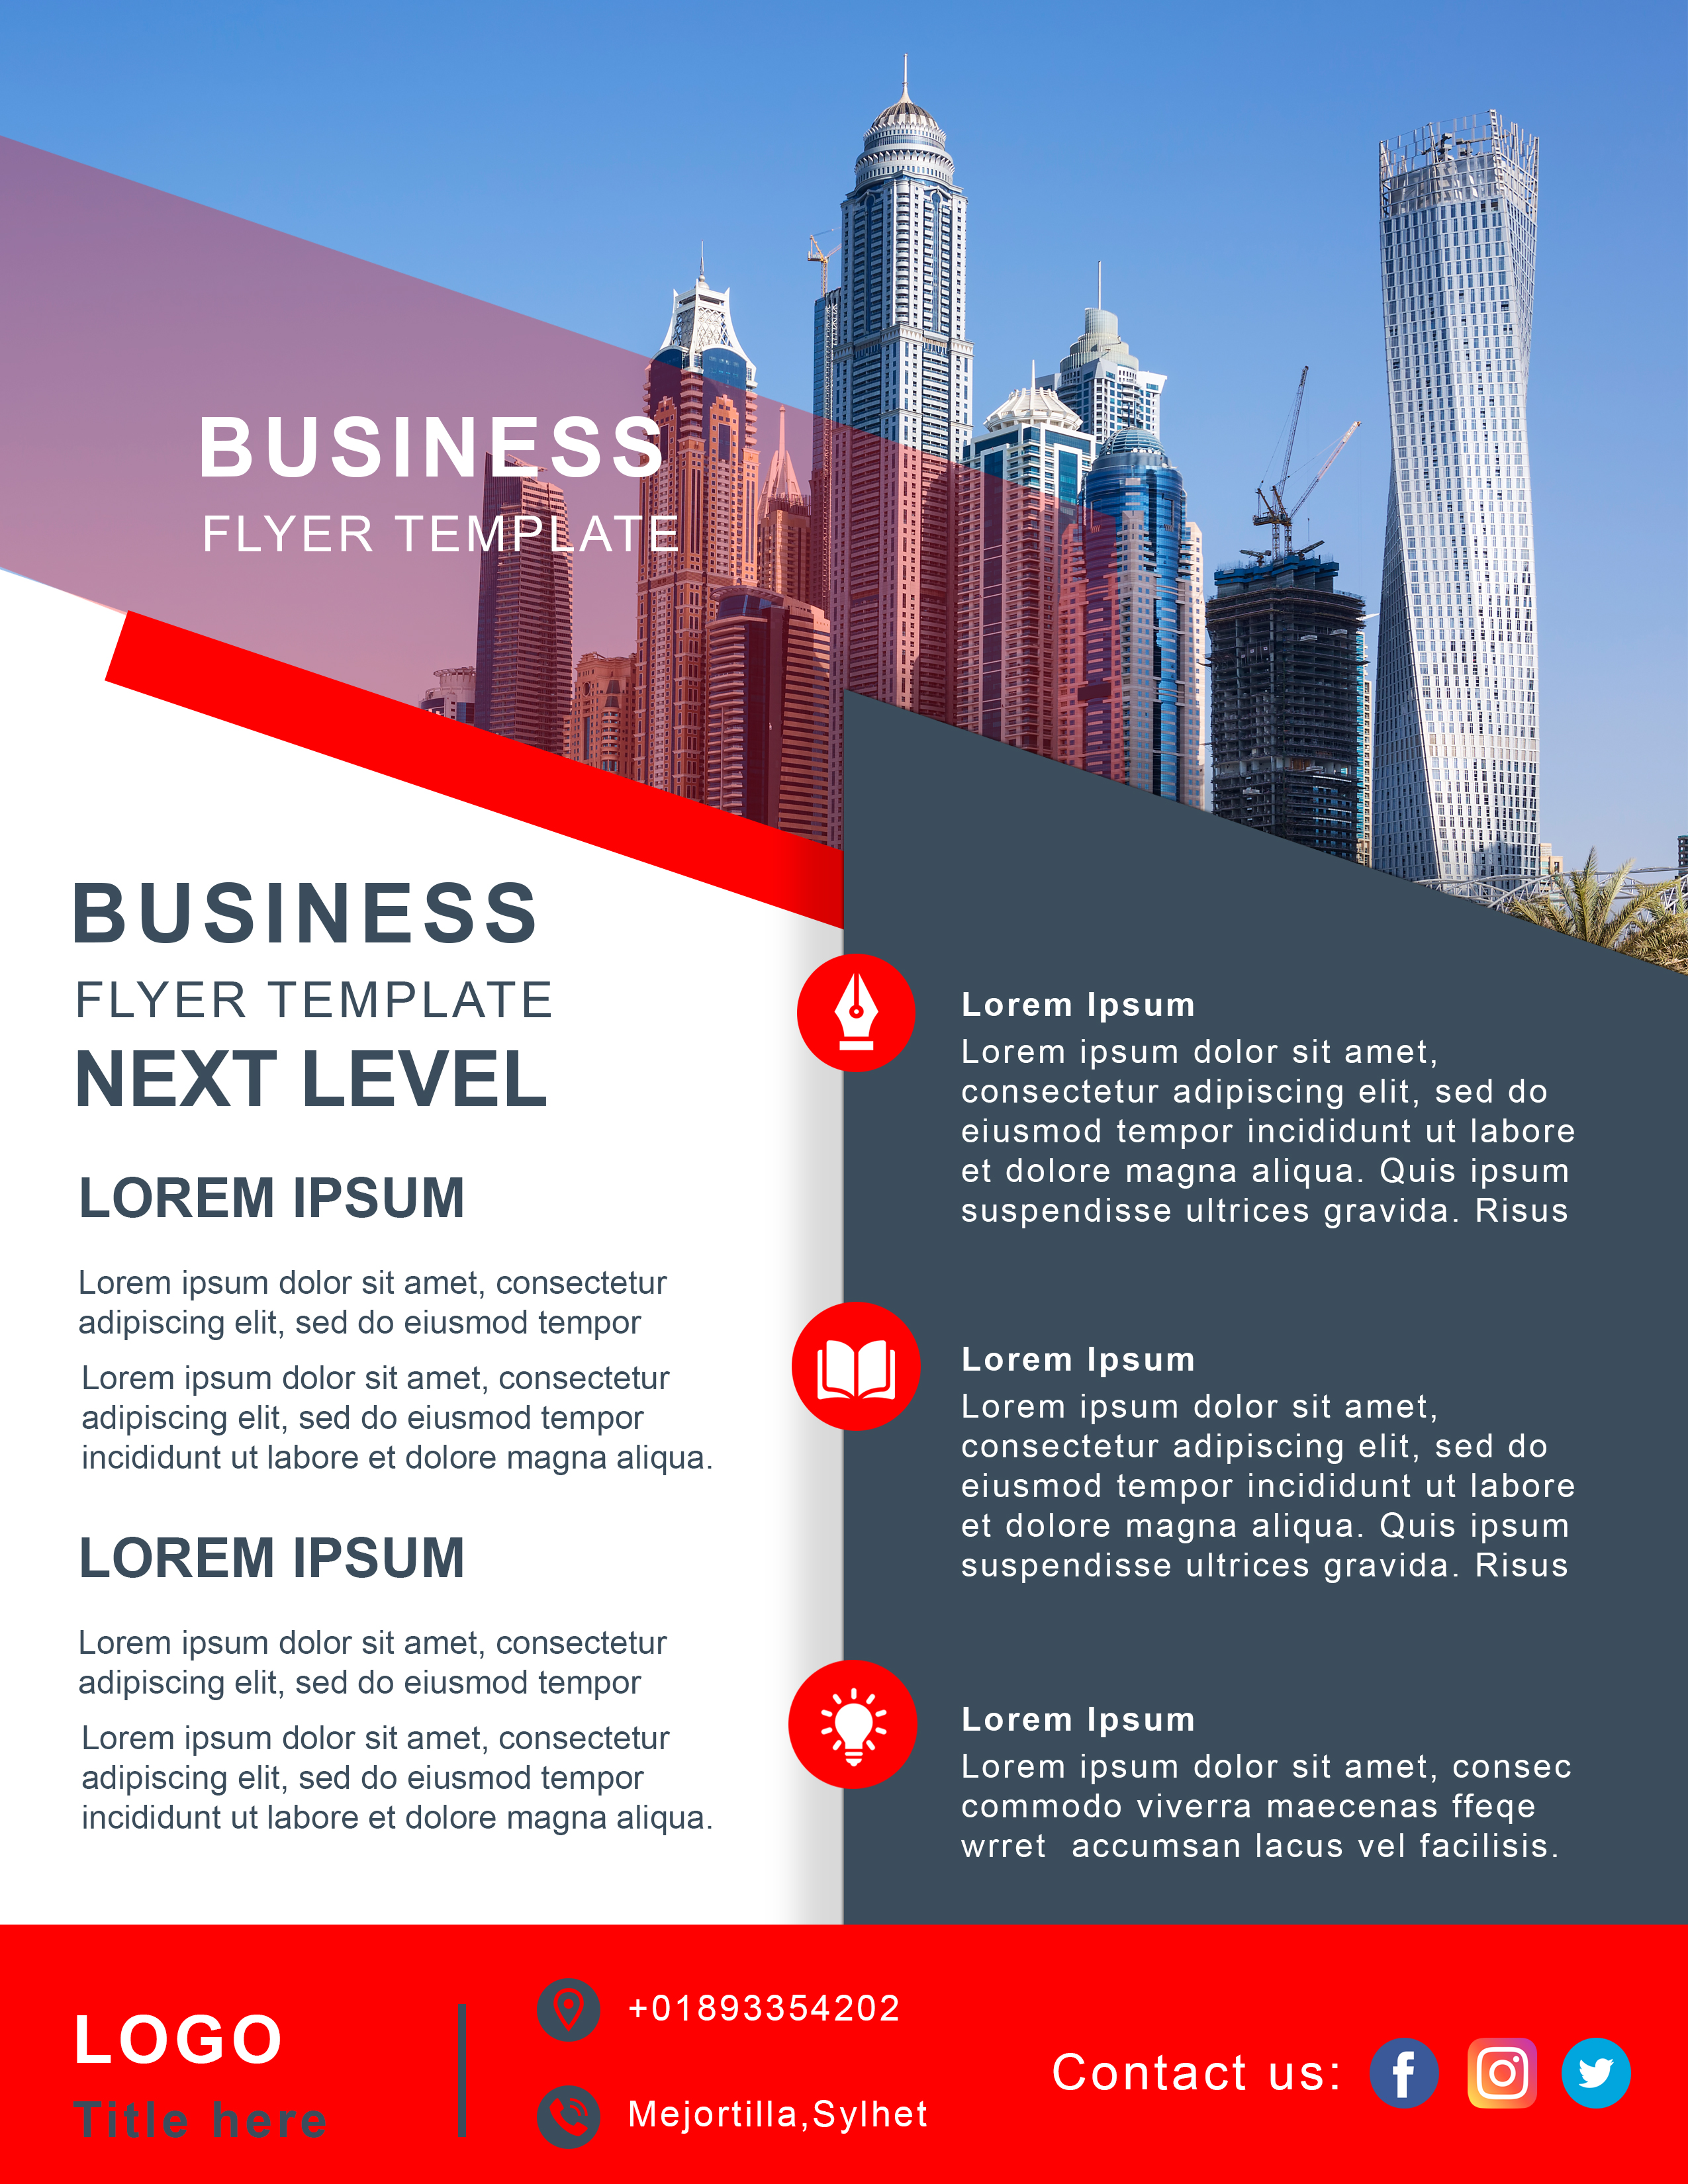 BUSINESS
FLYER TEMPLATE
BUSINESS
FLYER TEMPLATE
NEXT LEVEL
LOREM IPSUM
Lorem ipsum dolor sit amet, consectetur
adipiscing elit, sed do eiusmod tempor
Lorem ipsum dolor sit amet, consectetur
adipiscing elit, sed do eiusmod tempor
incididunt ut labore et dolore magna aliqua.
LOREM IPSUM
Lorem ipsum dolor sit amet, consectetur
adipiscing elit, sed do eiusmod tempor
Lorem ipsum dolor sit amet, consectetur
adipiscing elit, sed do eiusmod tempor
incididunt ut labore et dolore magna aliqua.
Lorem Ipsum
Lorem ipsum dolor sit amet,
consectetur adipiscing elit, sed do
eiusmod tempor incididunt ut labore
et dolore magna aliqua. Quis ipsum
suspendisse ultrices gravida. Risus
Lorem Ipsum
Lorem ipsum dolor sit amet,
consectetur adipiscing elit, sed do
eiusmod tempor incididunt ut labore
et dolore magna aliqua. Quis ipsum
suspendisse ultrices gravida. Risus
Lorem Ipsum
Lorem ipsum dolor sit amet, consec
commodo viverra maecenas ffeqe
wrret  accumsan lacus vel facilisis.
LOGO
Title here
+01893354202
Mejortilla,Sylhet
Contact us: